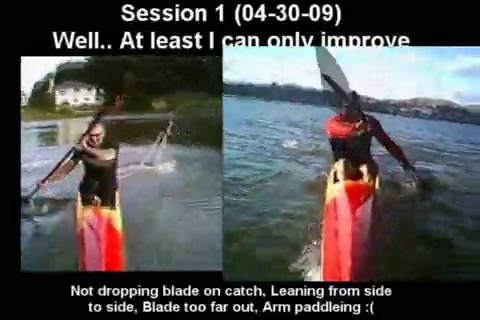 Session 1 (04-30-09)
Well.. At least I can only improve
Not dropping blade on catch, Leaning from side
to side, Blade too far out, Arm paddleing :(